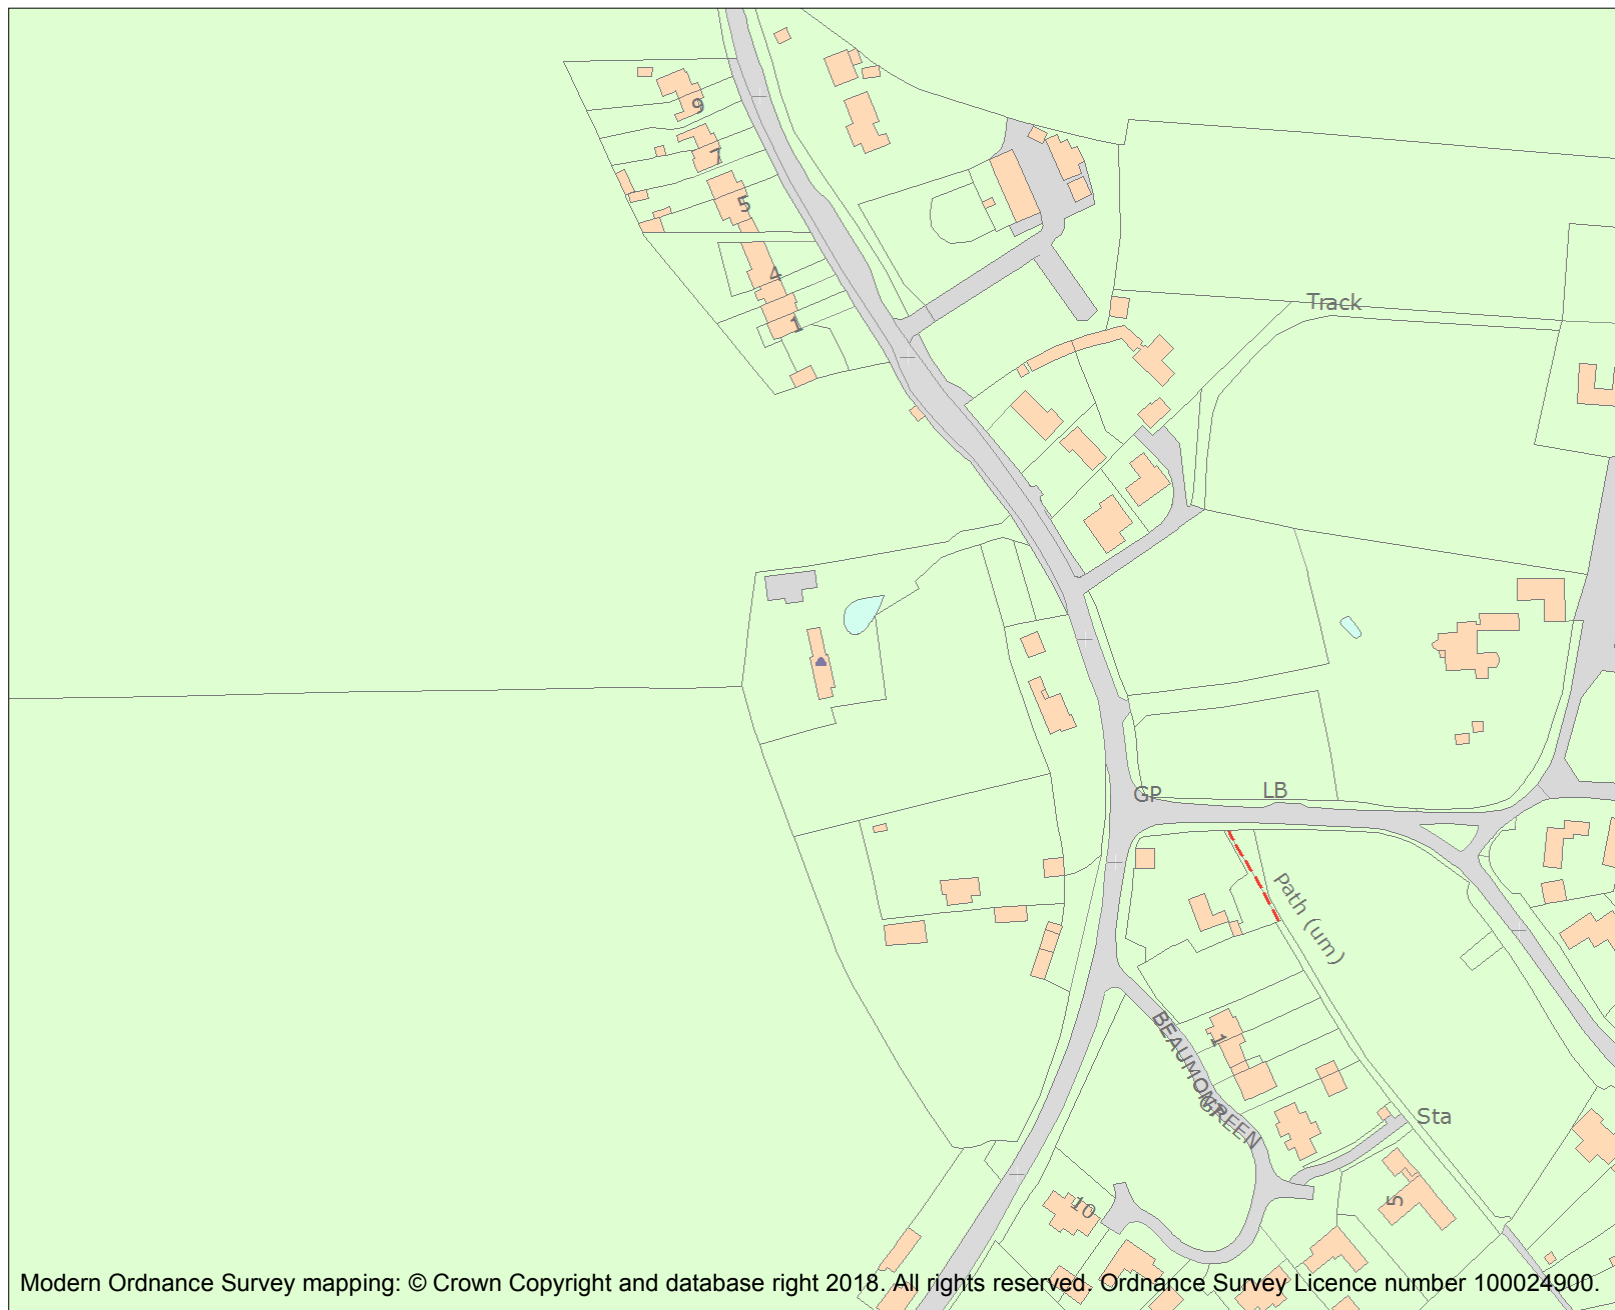 9
7
5
4
1
Track
GP
LB
Path (um)
1
BEAUMONT
GREEN
Sta
5
10
Modern Ordnance Survey mapping: © Crown Copyright and database right 2018. All rights reserved. Ordnance Survey Licence number 100024900.